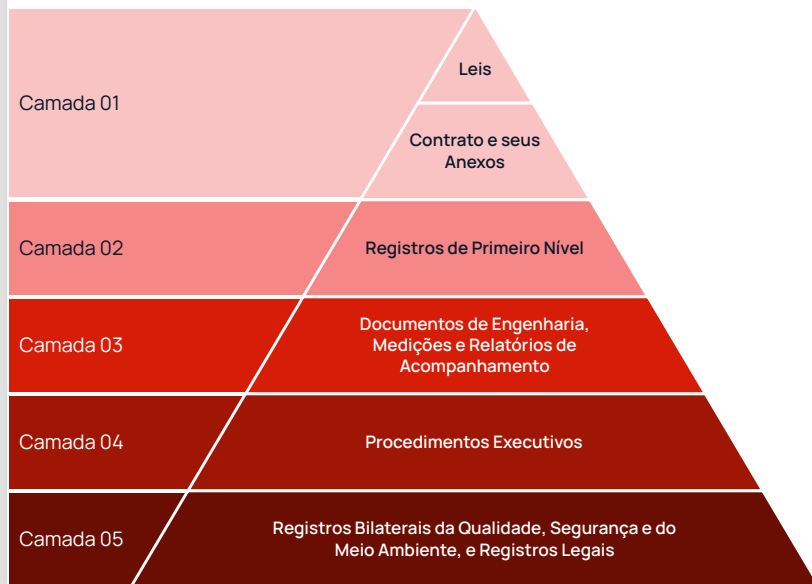 Camada 01
Leis
Contrato e seus
Anexos
Camada 02
Registros de Primeiro Nível
Camada 03
Documentos de Engenharia,
Medições e Relatórios de
Acompanhamento
Camada 04
Procedimentos Executivos
Camada 05
Registros Bilaterais da Qualidade, Segurança e do
Meio Ambiente, e Registros Legais